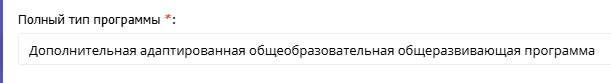 Полный тип программы *:
Дополнительная адаптированная общеобразовательная общеразвивающая программа